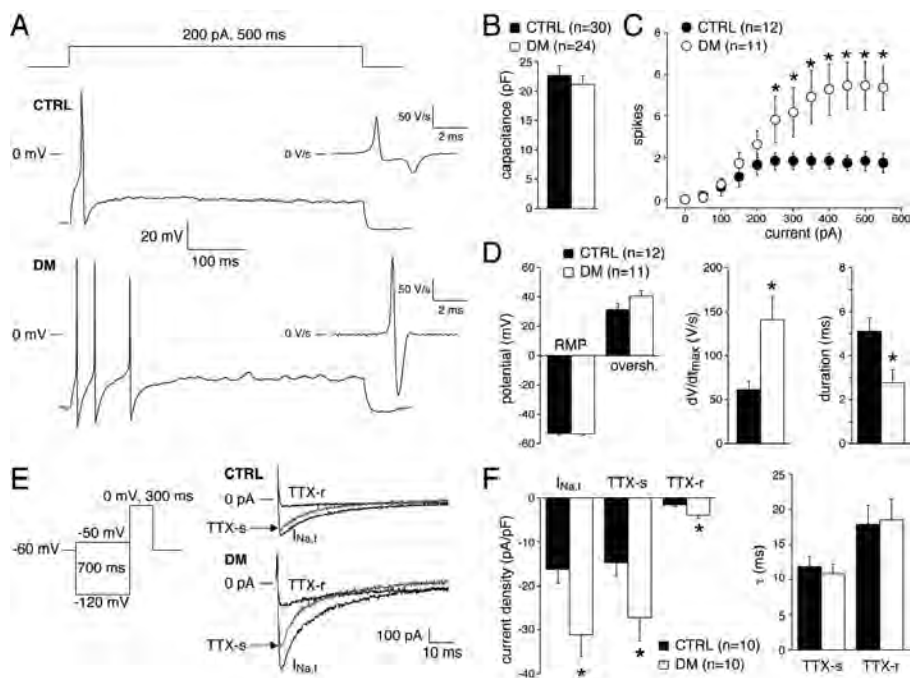 A
200 pA, 500 ms
CTRL
0 mV
50 V/s
2 ms
0 V/s
20 mV
100 ms
DM
0 mV
50 V/s
2 ms
0 V/s
B
CTRL (n=30)
DM (n=24)
capacitance (pF)
25
20
15
10
5
0
C
CTRL (n=12)
DM (n=11)
spikes
8
6
4
2
0
* * * * * * *
0 100 200 300 400 500 600
current (pA)
D
CTRL (n=12)
DM (n=11)
potential (mV)
60
40
20
0
-20
-40
-60
RMP
oversh.
dV/dtmax (V/s)
200
150
100
50
0
*
duration (ms)
8
6
4
2
0
*
E
0 mV, 300 ms
-50 mV
-60 mV
700 ms
-120 mV
CTRL
0 pA
TTX-r
TTX-s
INa,t
DM
0 pA
TTX-r
TTX-s
INa,t
100 pA
10 ms
F
INa,t TTX-s TTX-r
current density (pA/pF)
0
-10
-20
-30
-40
* * *
CTRL (n=10)
DM (n=10)
τ (ms)
25
20
15
10
5
0
TTX-s TTX-r